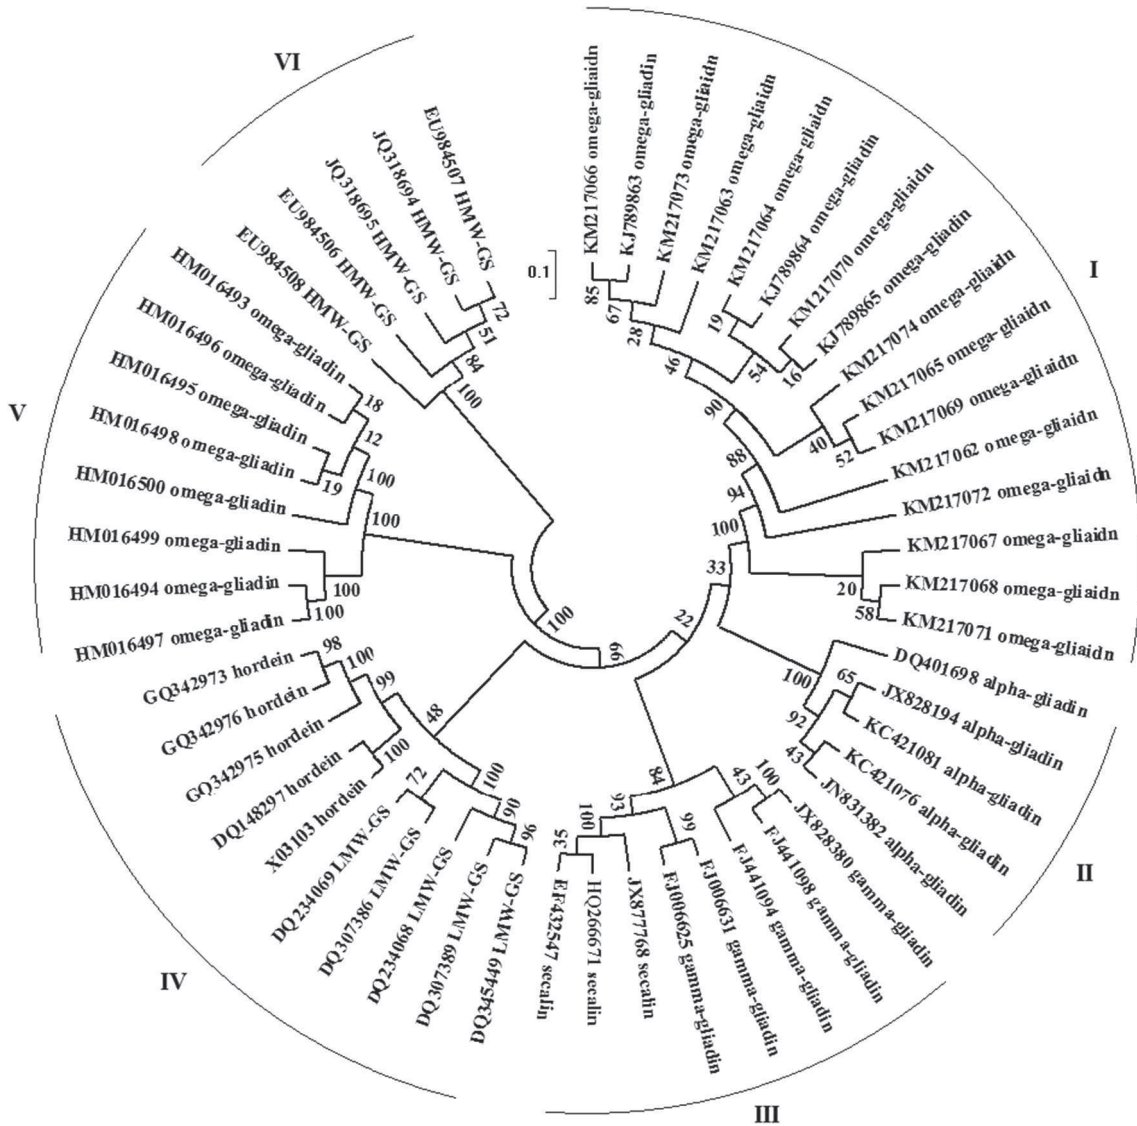 VI
I
V
II
IV
III
0.1
KM217066 omega-gliaidn
KJ789863 omega-gliadin
KM217073 omega-gliaidn
KM217063 omega-gliaidn
KM217064 omega-gliaidn
KJ789864 omega-gliadin
KM217070 omega-gliaidn
KJ789865 omega-gliadin
KM217074 omega-gliaidn
KM217065 omega-gliaidn
KM217069 omega-gliaidn
KM217062 omega-gliaidn
KM217072 omega-gliaidn
KM217067 omega-gliaidn
KM217068 omega-gliaidn
KM217071 omega-gliaidn
DQ401698 alpha-gliadin
JX828194 alpha-gliadin
KC421081 alpha-gliadin
KC421076 alpha-gliadin
JN831382 alpha-gliadin
JX828380 gamma-gliadin
FJ441098 gamma-gliadin
FJ441094 gamma-gliadin
FJ006631 gamma-gliadin
FJ006625 gamma-gliadin
JX877768 secalin
HQ266671 secalin
EF432547 secalin
DQ345449 LMW-GS
DQ307389 LMW-GS
DQ234068 LMW-GS
DQ307386 LMW-GS
DQ234069 LMW-GS
X03103 hordein
DQ148297 hordein
GQ342975 hordein
GQ342976 hordein
GQ342973 hordein
HM016497 omega-gliadin
HM016494 omega-gliadin
HM016499 omega-gliadin
HM016500 omega-gliadin
HM016498 omega-gliadin
HM016495 omega-gliadin
HM016496 omega-gliadin
HM016493 omega-gliadin
EU984508 HMW-GS
EU984506 HMW-GS
JQ318695 HMW-GS
JQ318694 HMW-GS
EU984507 HMW-GS
85
67
28
46
19
54
16
90
40
52
88
94
100
20
58
33
22
100
65
92
43
100
43
84
93
99
100
35
96
90
100
72
48
100
99
100
98
100
100
100
100
19
12
18
100
84
51
72
100
99